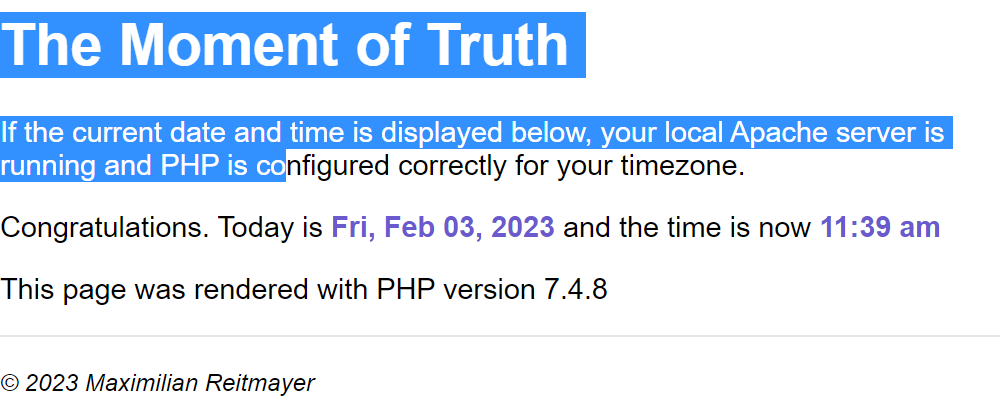 The Moment of Truth
If the current date and time is displayed below, your local Apache server is
running and PHP is configured correctly for your timezone.
Congratulations. Today is Fri, Feb 03, 2023 and the time is now 11:39 am
This page was rendered with PHP version 7.4.8
© 2023 Maximilian Reitmayer